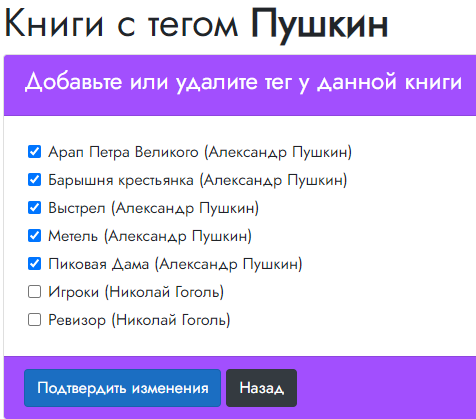 Книги с тегом Пушкин
Добавьте или удалите тег у данной книги
Арап Петра Великого (Александр Пушкин)
Барышня крестьянка (Александр Пушкин)
Выстрел (Александр Пушкин)
Метель (Александр Пушкин)
Пиковая Дама (Александр Пушкин)
Игроки (Николай Гоголь)
Ревизор (Николай Гоголь)
Подтвердить изменения Назад